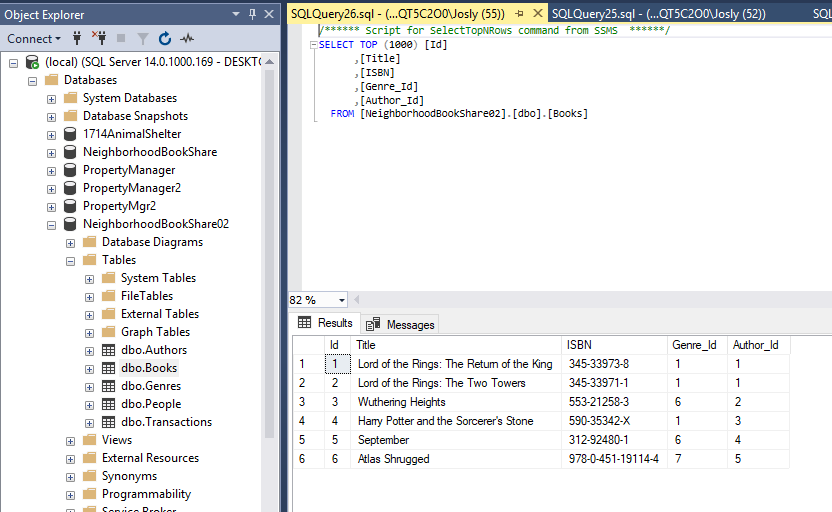 Object Explorer
Connect
(local) (SQL Server 14.0.1000.169 - DESKTO
Databases
System Databases
Database Snapshots
1714AnimalShelter
NeighborhoodBookShare
PropertyManager
PropertyManager2
PropertyMgr2
NeighborhoodBookShare02
Database Diagrams
Tables
System Tables
FileTables
External Tables
Graph Tables
dbo.Authors
dbo.Books
dbo.Genres
dbo.People
dbo.Transactions
Views
External Resources
Synonyms
Programmability
Service Broker
SQLQuery26.sql - (...QT5C2O0\Josly (55)) SQLQuery25.sql - (...QT5C2O0\Josly (52)) SQL
/****** Script for SelectTopNRows command from SSMS ******/
SELECT TOP (1000) [Id]
,[Title]
,[ISBN]
,[Genre_Id]
,[Author_Id]
FROM [NeighborhoodBookShare02].[dbo].[Books]
82 %
Results Messages
Id Title ISBN Genre_Id Author_Id
1 1 Lord of the Rings: The Return of the King 345-33973-8 1 1
2 2 Lord of the Rings: The Two Towers 345-33971-1 1 1
3 3 Wuthering Heights 553-21258-3 6 2
4 4 Harry Potter and the Sorcerer's Stone 590-35342-X 1 3
5 5 September 312-92480-1 6 4
6 6 Atlas Shrugged 978-0-451-19114-4 7 5